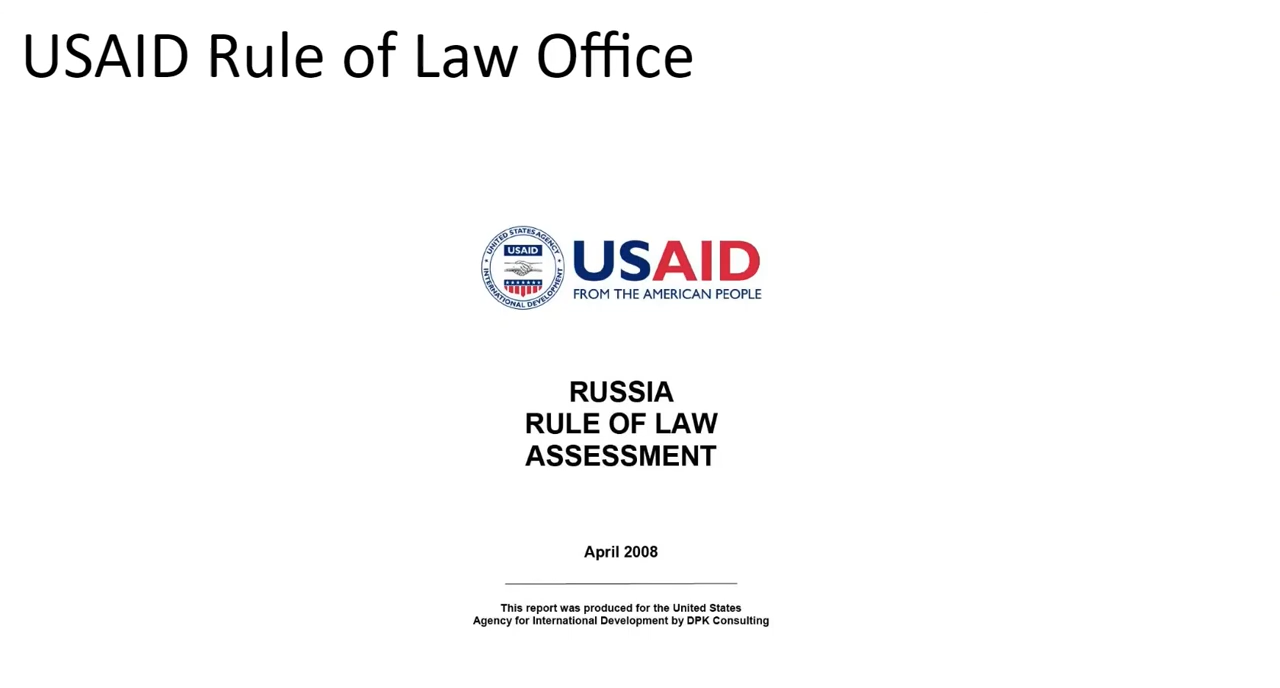 USAID Rule of Law Office
UNITED STATES AGENCY
USAID
INTERNATIONAL DEVELOPMENT
USAID
FROM THE AMERICAN PEOPLE
RUSSIA
RULE OF LAW
ASSESSMENT
April 2008
This report was produced for the United States
Agency for International Development by DPK Consulting